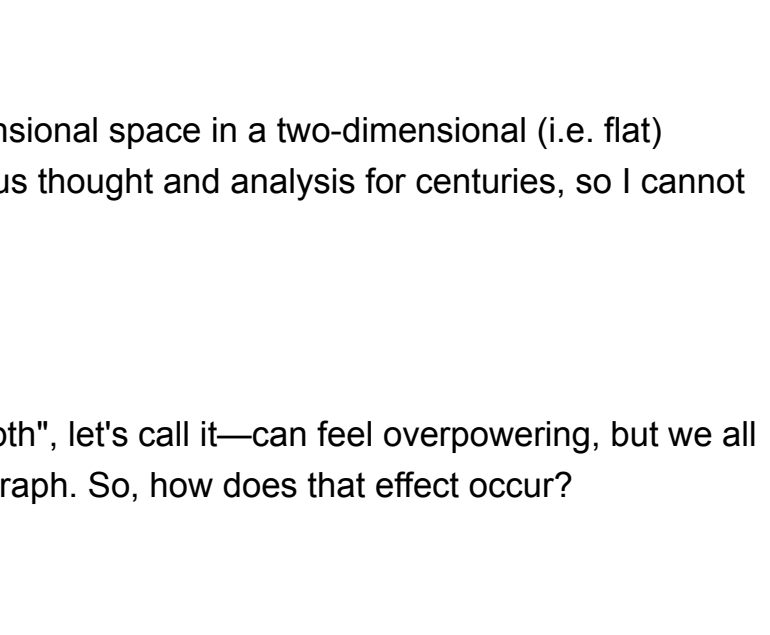 nsional space in a two-dimensional (i.e. flat)
us thought and analysis for centuries, so I cannot
oth", let's call it—can feel overpowering, but we all
raph. So, how does that effect occur?